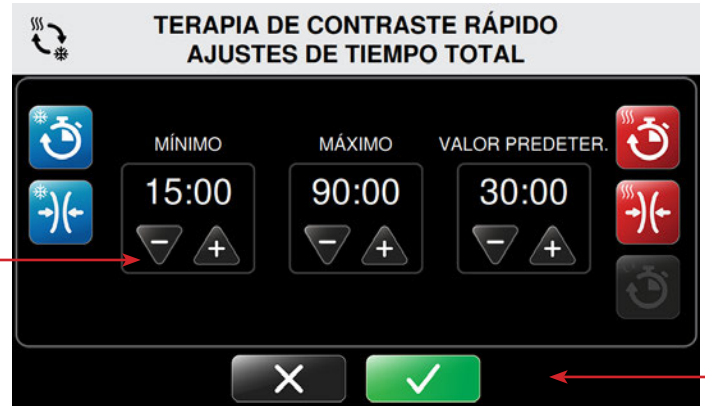 TERAPIA DE CONTRASTE RÁPIDO
AJUSTES DE TIEMPO TOTAL
MÍNIMO MÁXIMO VALOR PREDETER.
15:00 90:00 30:00